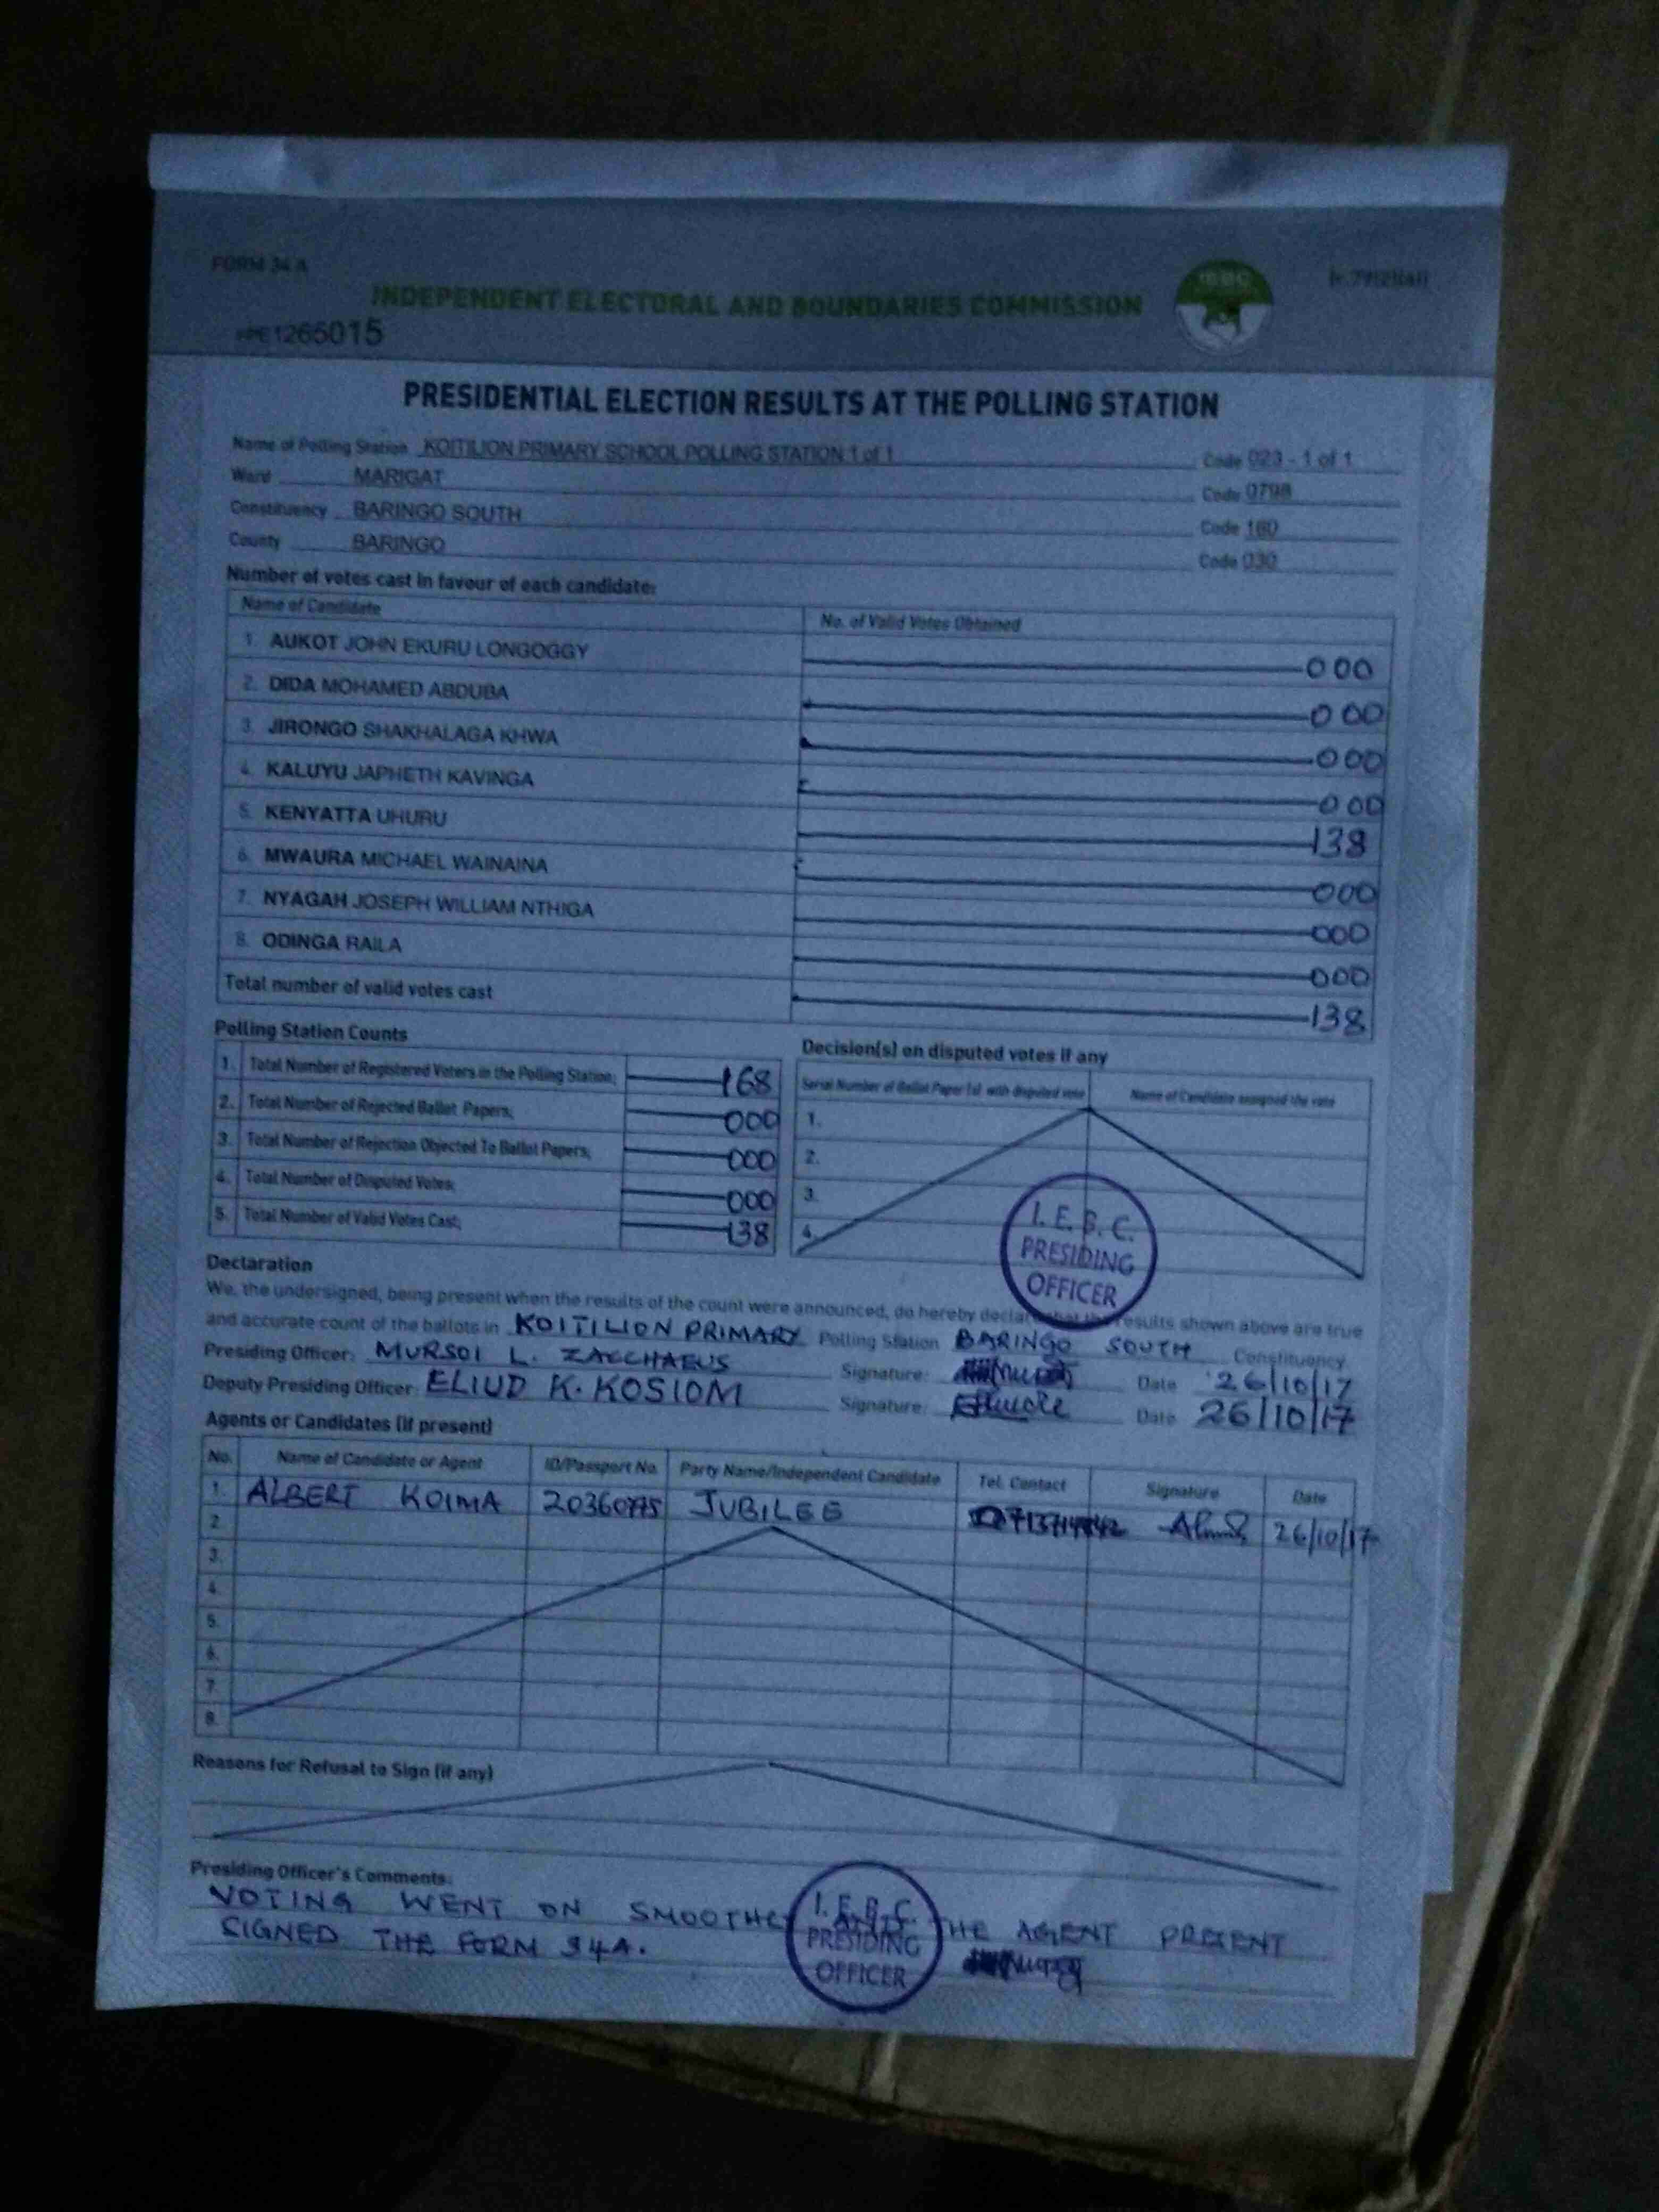 FORM 34 A
INDEPENDENT ELECTORAL AND BOUNDARIES COMMISSION
IEBC
1265015
PRESIDENTIAL ELECTION RESULTS AT THE POLLING STATION
Name of Polling Station KOITILION PRIMARY SCHOOL POLLING STATION 1 of 1 Code 023 - 1 of 1
Ward MARIGAT Code 0798
Constituency BARINGO SOUTH Code 160
County BARINGO Code 030
Number of votes cast in favour of each candidate:
Name of Candidate No. of Valid Votes Obtained
1. AUKOT JOHN EKURU LONGOGGY 000
2. DIDA MOHAMED ABDUBA 000
3. JIRONGO SHAKHALAGA KHWA 000
4. KALUYU JAPHETH KAVINGA 000
5. KENYATTA UHURU 138
6. MWAURA MICHAEL WAINAINA 000
7. NYAGAH JOSEPH WILLIAM NTHIGA 000
8. ODINGA RAILA 000
Total number of valid votes cast 138
Polling Station Counts
1. Total Number of Registered Voters in the Polling Station; 168
2. Total Number of Rejected Ballot Papers; 000
3. Total Number of Rejection Objected To Ballot Papers; 000
4. Total Number of Disputed Votes; 000
5. Total Number of Valid Votes Cast; 138
Decision(s) on disputed votes if any
Serial Number of Ballot Paper (s) with disputed vote Name of Candidate assigned the vote
1.
2.
3.
4.
I. E. B. C.
PRESIDING
OFFICER
Declaration
We, the undersigned, being present when the results of the count were announced, do hereby declare that the results shown above are true
and accurate count of the ballots in KOITILION PRIMARY Polling Station BARINGO SOUTH Constituency.
Presiding Officer: MURSOI L. ZACCHAEUS Signature: Date 26/10/17
Deputy Presiding Officer: ELIUD K. KOSIOM Signature: Date 26/10/17
Agents or Candidates (if present)
No. Name of Candidate or Agent ID/Passport No. Party Name/Independent Candidate Tel. Contact Signature Date
1. ALBERT KOIMA JUBILEE 26/10/17
2.
3.
4.
5.
6.
7.
8.
Reasons for Refusal to Sign (if any)
Presiding Officer's Comments:
VOTING WENT ON THE AGENT PRESENT
SIGNED THE FORM 34A.
I. E. B. C.
PRESIDING
OFFICER